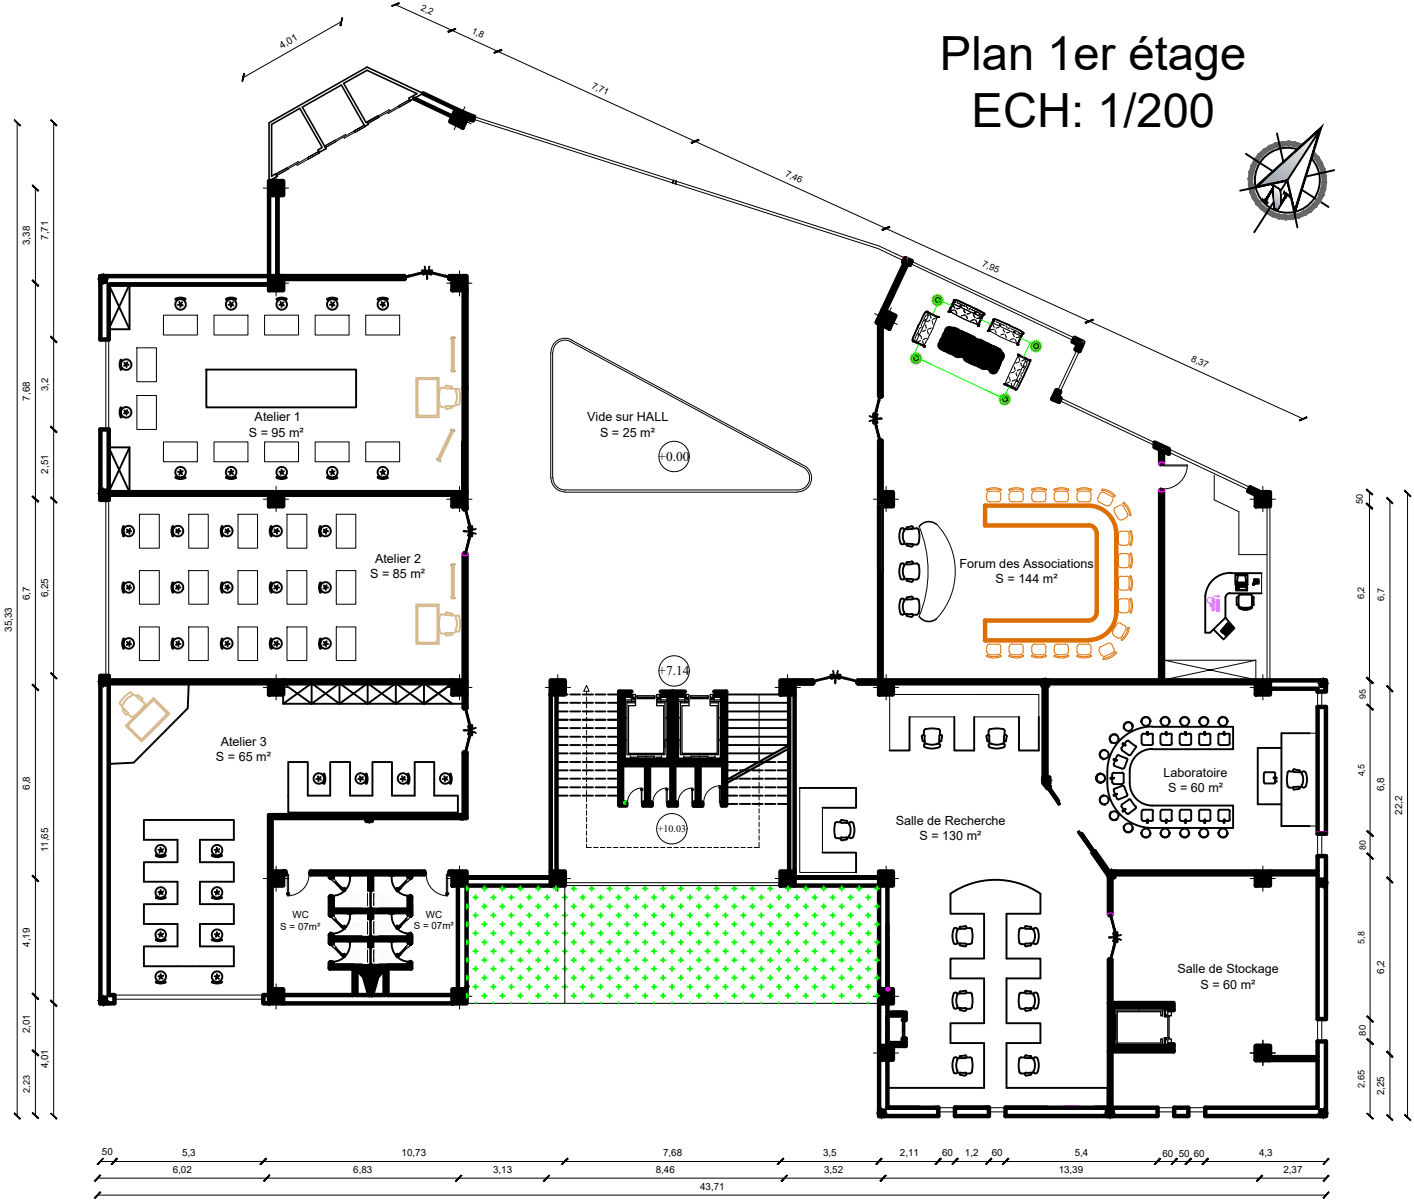 Plan 1er étage
ECH: 1/200
2,2
1,8
4,01
7,71
7,46
7,95
8,37
N
3,38
7,71
7,68
3,2
2,51
35,33
6,7
6,25
6,8
11,65
4,19
2,01
4,01
2,23
Atelier 1
S = 95 m²
Vide sur HALL
S = 25 m²
+0.00
Atelier 2
S = 85 m²
Forum des Associations
S = 144 m²
+7.14
Atelier 3
S = 65 m²
Laboratoire
S = 60 m²
Salle de Recherche
S = 130 m²
+10.03
WC
S = 07m²
WC
S = 07m²
Salle de Stockage
S = 60 m²
50
6,2
6,7
95
4,5
6,8
22,2
80
5,8
6,2
80
2,65
2,25
50
5,3
10,73
7,68
3,5
2,11
60
1,2
60
5,4
60
50
60
4,3
6,02
6,83
3,13
8,46
3,52
13,39
2,37
43,71